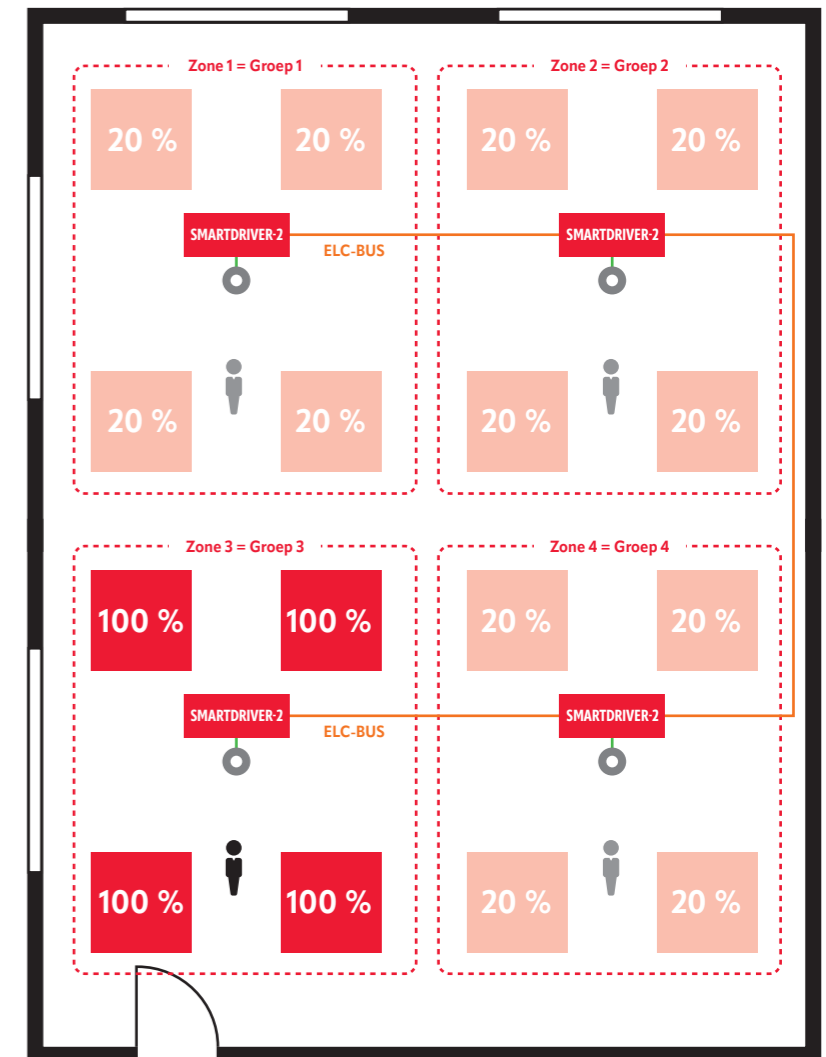 Zone 1 = Groep 1
Zone 2 = Groep 2
20 %
20 %
20 %
20 %
SMARTDRIVER-2
SMARTDRIVER-2
ELC-BUS
20 %
20 %
20 %
20 %
Zone 3 = Groep 3
Zone 4 = Groep 4
100 %
100 %
20 %
20 %
SMARTDRIVER-2
SMARTDRIVER-2
ELC-BUS
100 %
100 %
20 %
20 %